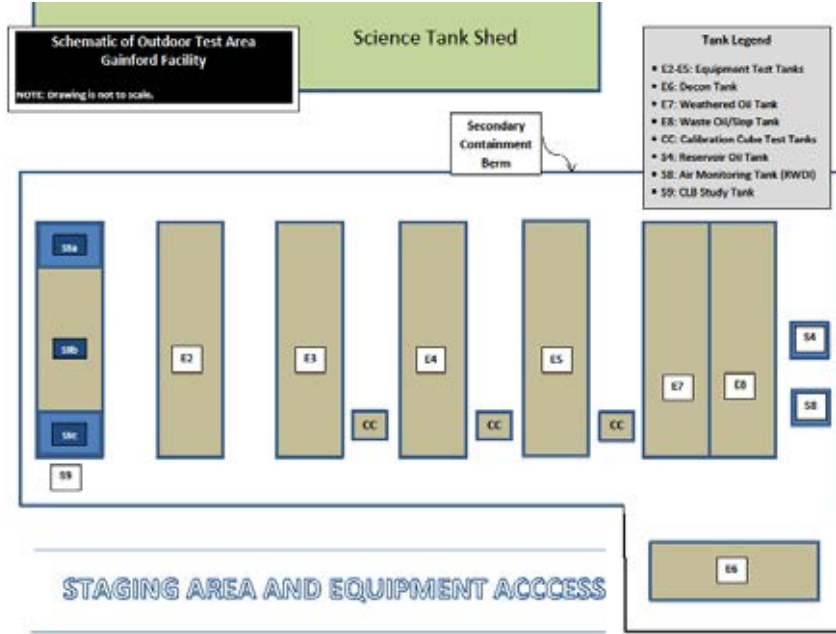 Schematic of Outdoor Test Area
Gainford Facility
NOTE: Drawing is not to scale.
Science Tank Shed
Tank Legend
• E2-E5: Equipment Test Tanks
• E6: Decon Tank
• E7: Weathered Oil Tank
• E8: Waste Oil/Slop Tank
• CC: Calibration Cube Test Tanks
• S4: Reservoir Oil Tank
• S8: Air Monitoring Tank (RWDI)
• S9: CLB Study Tank
Secondary
Containment
Berm
S9a
S9b
S9c
S9
E2
E3
CC
E4
CC
E5
CC
E7
E8
S4
S8
E6
STAGING AREA AND EQUIPMENT ACCCESS